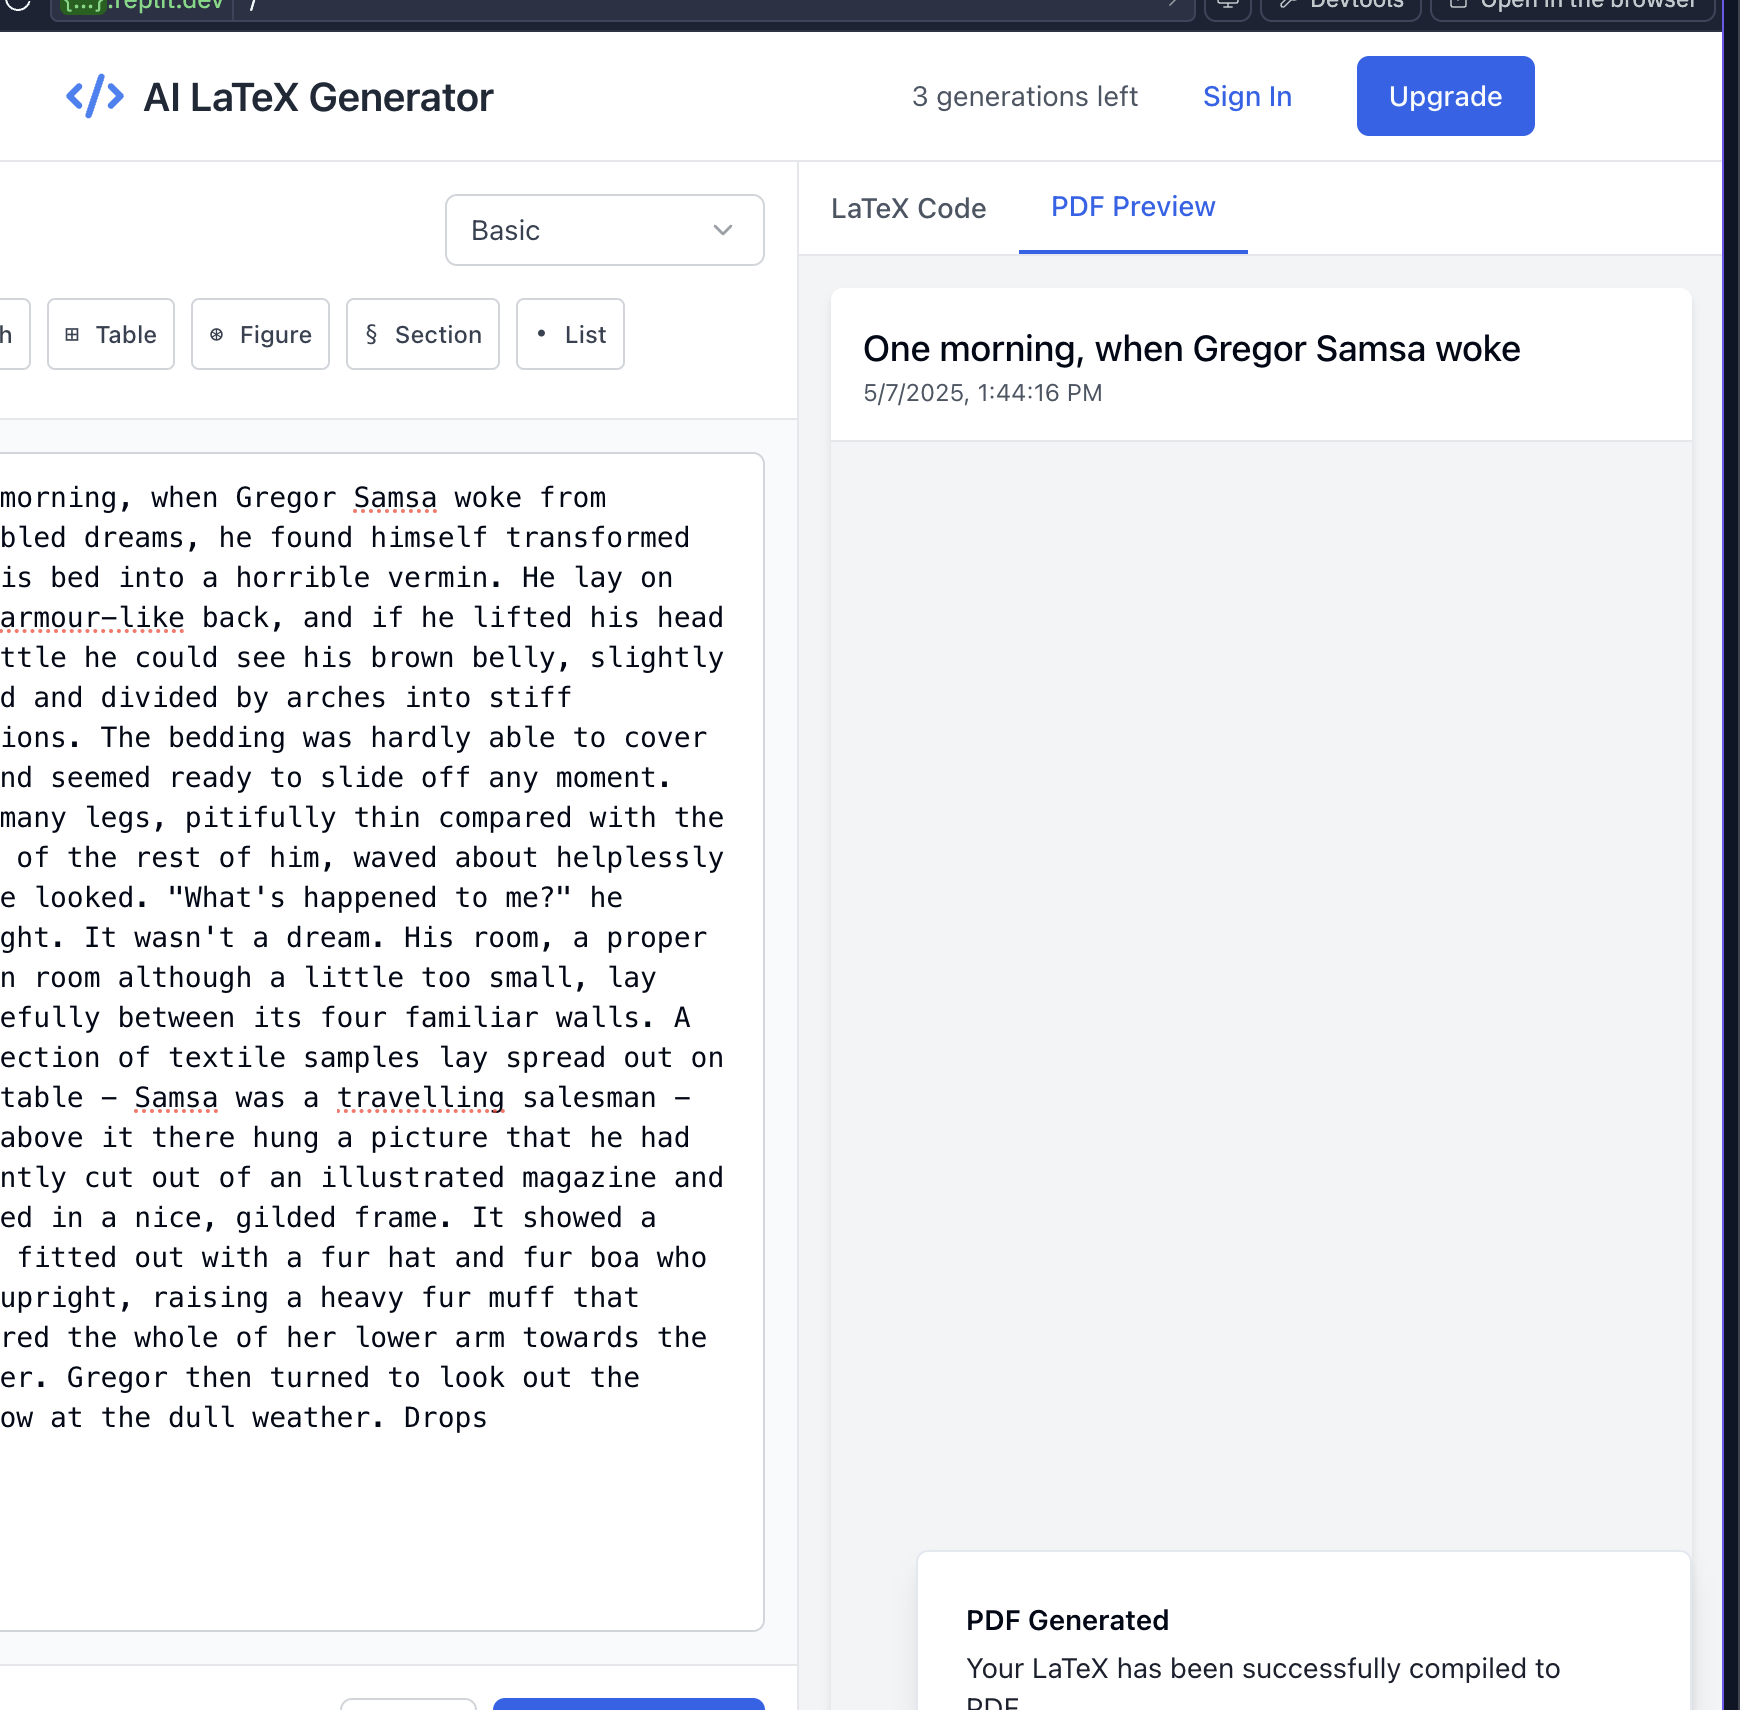 {...}.replit.dev /
Devtools
Open in the browser
</> AI LaTeX Generator
3 generations left
Sign In
Upgrade
Basic
h
⊞ Table
⊛ Figure
§ Section
• List
morning, when Gregor Samsa woke from
bled dreams, he found himself transformed
is bed into a horrible vermin. He lay on
armour-like back, and if he lifted his head
ttle he could see his brown belly, slightly
d and divided by arches into stiff
ions. The bedding was hardly able to cover
nd seemed ready to slide off any moment.
many legs, pitifully thin compared with the
of the rest of him, waved about helplessly
e looked. "What's happened to me?" he
ght. It wasn't a dream. His room, a proper
n room although a little too small, lay
efully between its four familiar walls. A
ection of textile samples lay spread out on
table - Samsa was a travelling salesman -
above it there hung a picture that he had
ntly cut out of an illustrated magazine and
ed in a nice, gilded frame. It showed a
fitted out with a fur hat and fur boa who
upright, raising a heavy fur muff that
red the whole of her lower arm towards the
er. Gregor then turned to look out the
ow at the dull weather. Drops
LaTeX Code
PDF Preview
One morning, when Gregor Samsa woke
5/7/2025, 1:44:16 PM
PDF Generated
Your LaTeX has been successfully compiled to
PDF